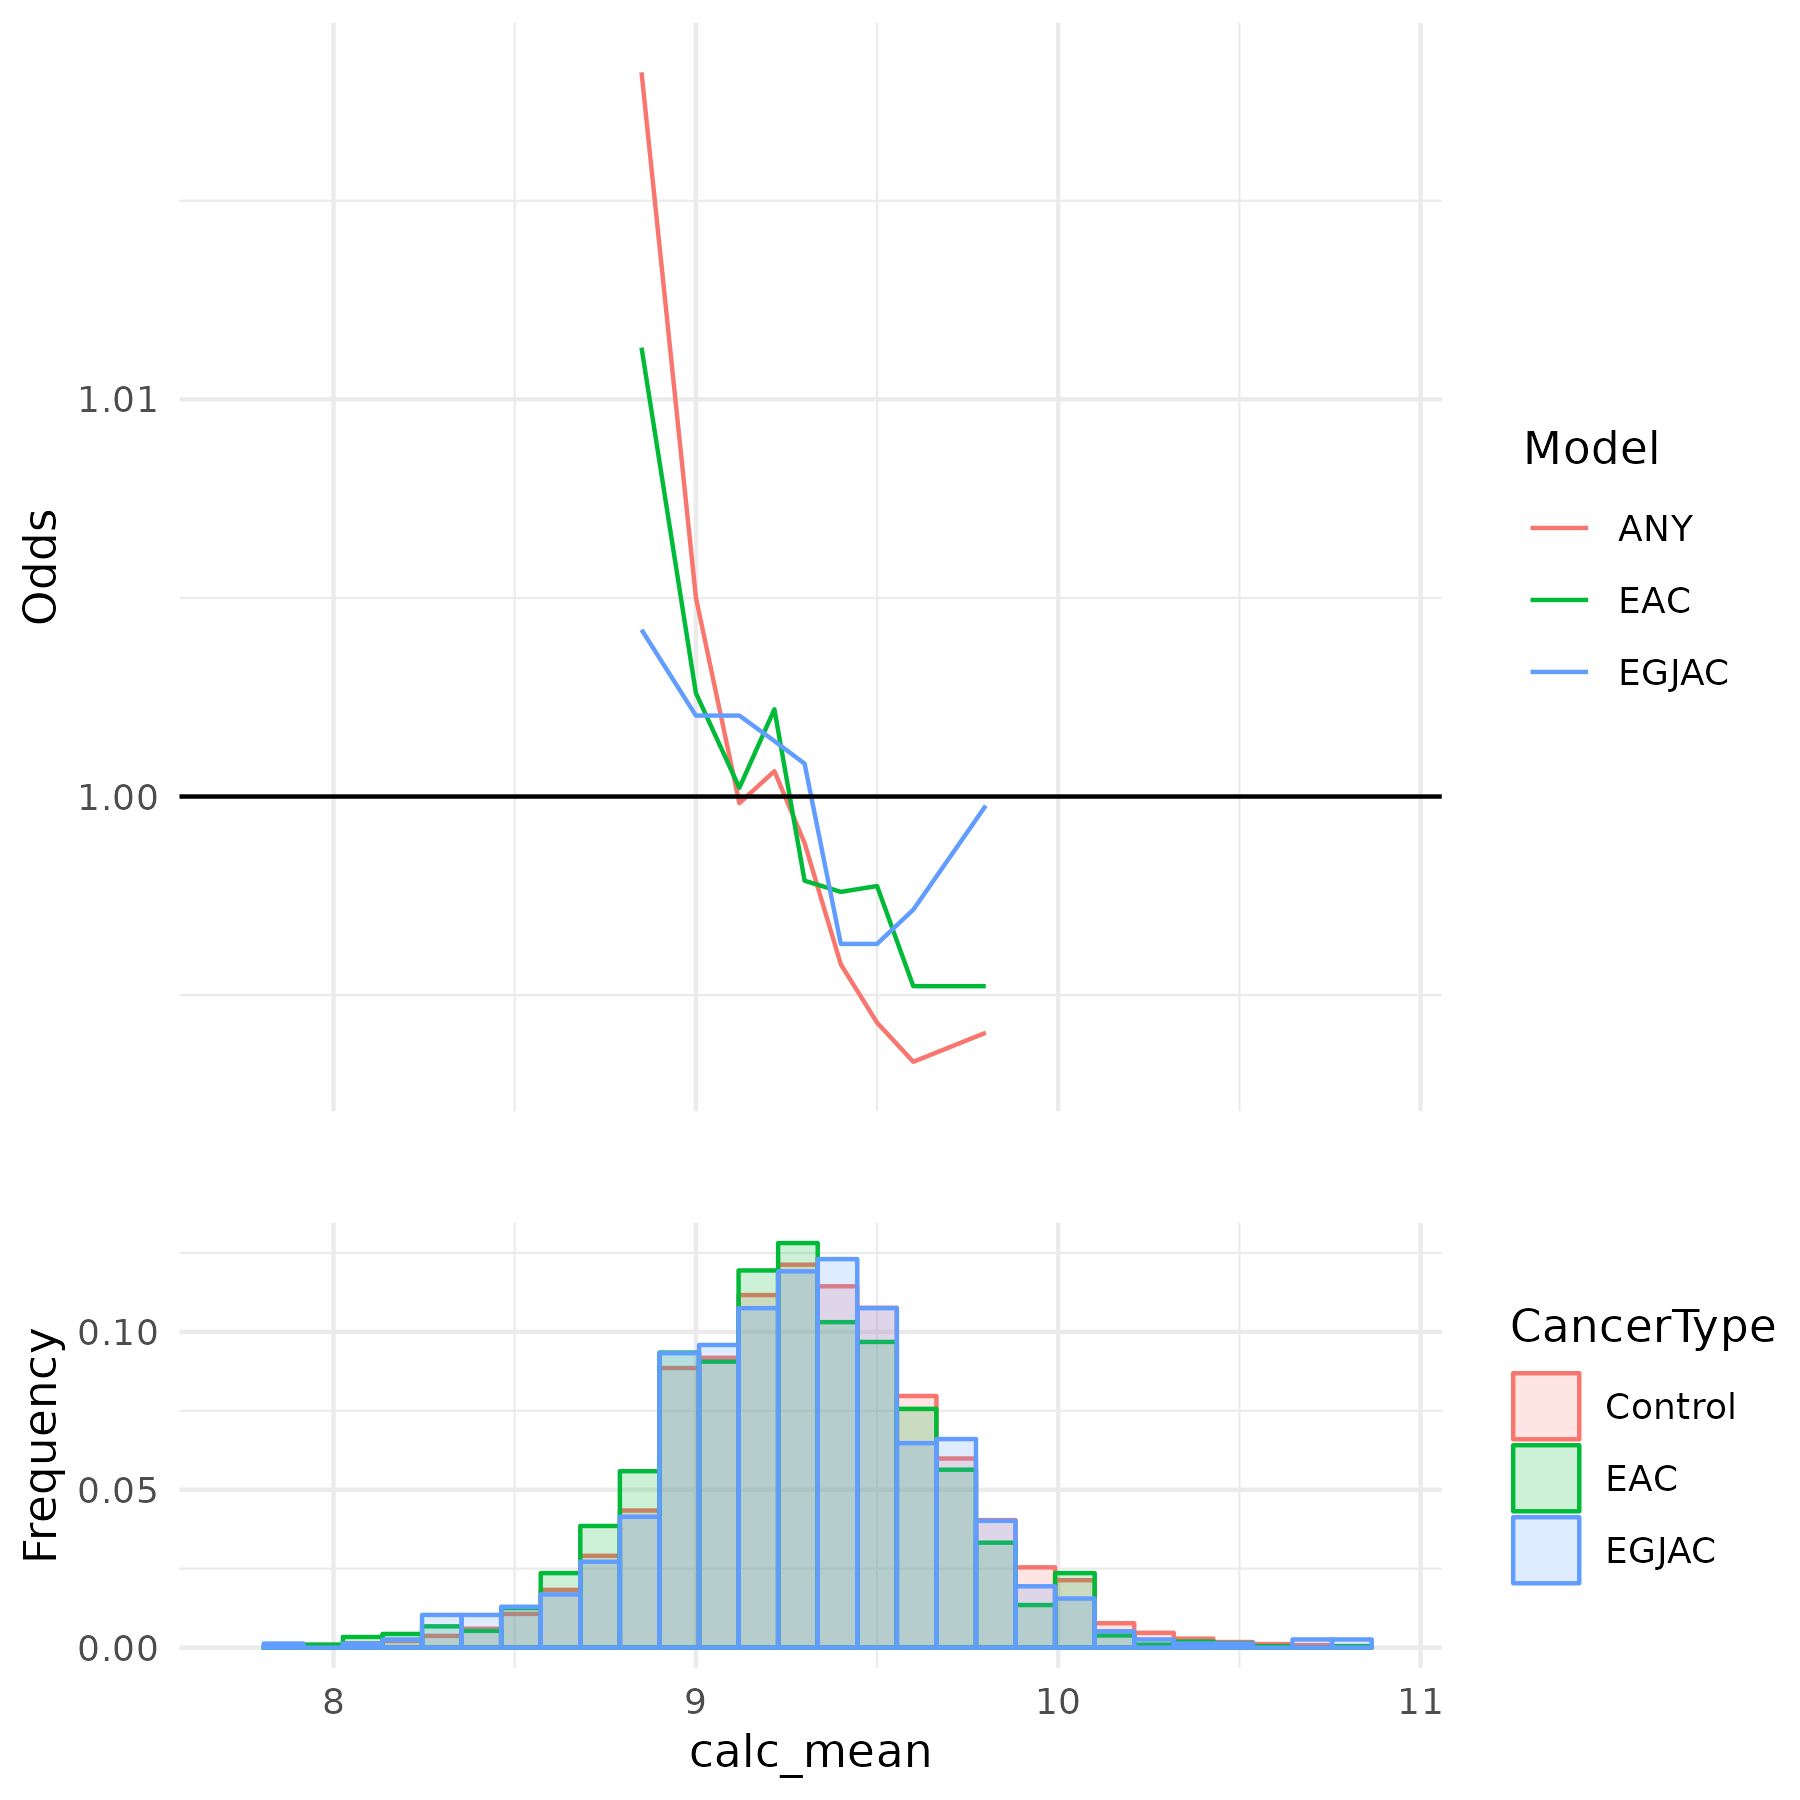 Odds
1.01
1.00
Model
ANY
EAC
EGJAC
Frequency
0.10
0.05
0.00
8
9
10
11
calc_mean
CancerType
Control
EAC
EGJAC